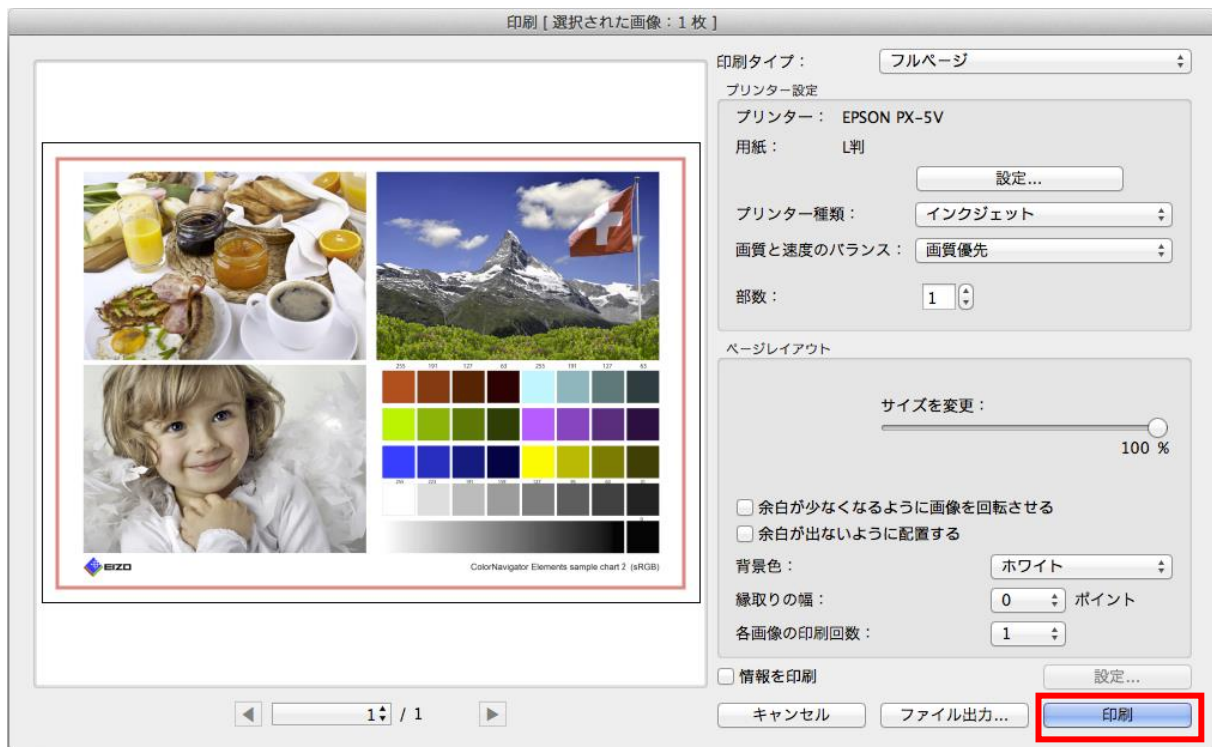 印刷 [ 選択された画像：1 枚 ]
印刷タイプ： フルページ
プリンター設定
プリンター： EPSON PX-5V
用紙： L判
設定...
プリンター種類： インクジェット
画質と速度のバランス： 画質優先
部数： 1
ページレイアウト
サイズを変更：
100 %
余白が少なくなるように画像を回転させる
余白が出ないように配置する
背景色： ホワイト
縁取りの幅： 0 ポイント
各画像の印刷回数： 1
情報を印刷 設定...
キャンセル ファイル出力... 印刷
255 191 127 63 255 191 127 63
EIZO ColorNavigator Elements sample chart 2 (sRGB)
1 / 1